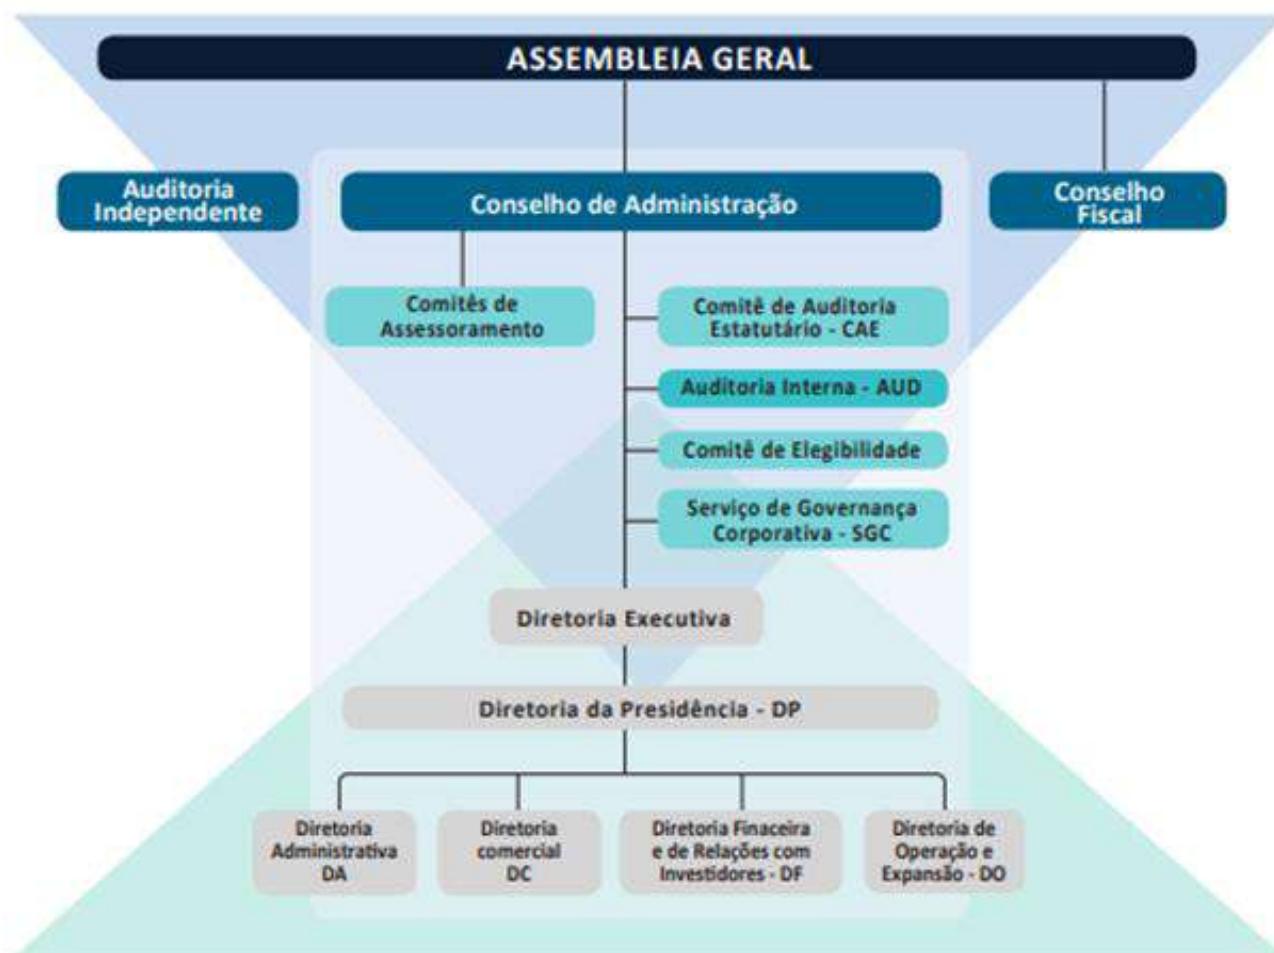 ASSEMBLEIA GERAL
Auditoria
Independente
Conselho de Administração
Conselho
Fiscal
Comitês de
Assessoramento
Comitê de Auditoria
Estatutário - CAE
Auditoria Interna - AUD
Comitê de Elegibilidade
Serviço de Governança
Corporativa - SGC
Diretoria Executiva
Diretoria da Presidência - DP
Diretoria
Administrativa
DA
Diretoria
comercial
DC
Diretoria Finaceira
e de Relações com
Investidores - DF
Diretoria de
Operação e
Expansão - DO